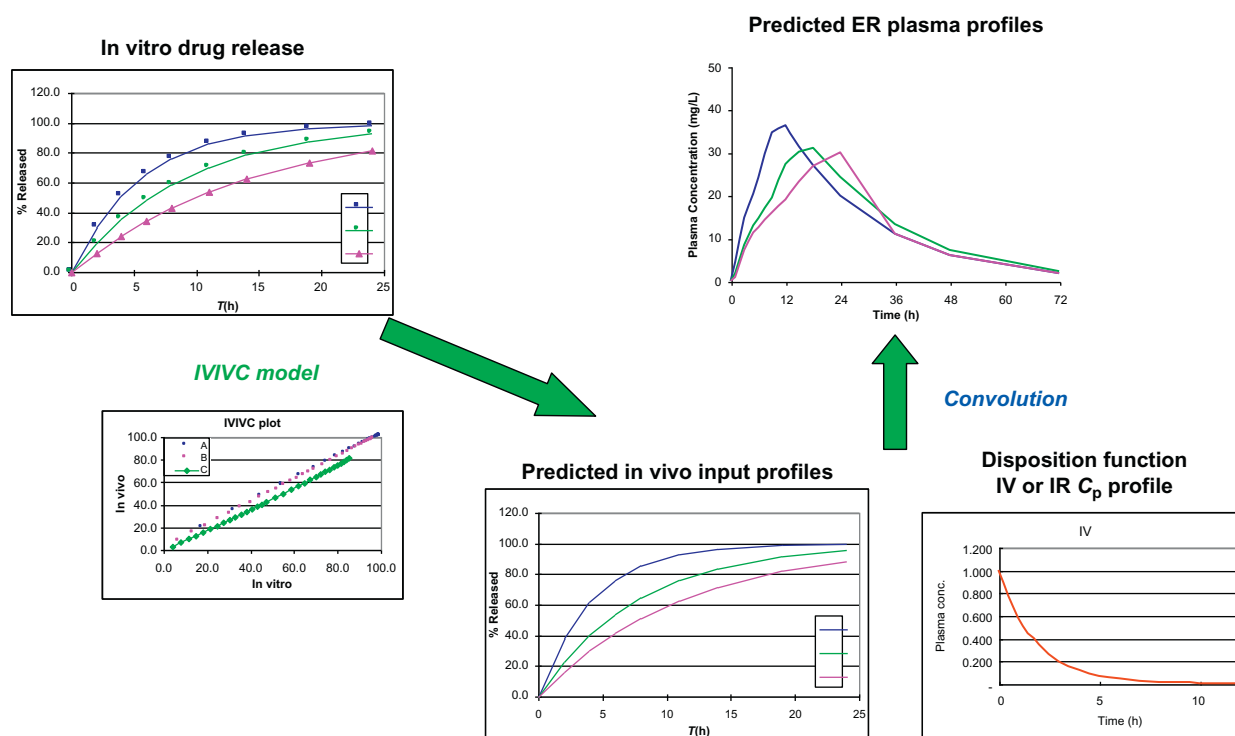 In vitro drug release
120.0
100.0
80.0
60.0
40.0
20.0
0.0
% Released
0 5 10 15 20 25
T(h)
Predicted ER plasma profiles
50
40
30
20
10
0
Plasma Concentration (mg/L)
0 12 24 36 48 60 72
Time (h)
IVIVC model
IVIVC plot
A
B
C
100.0
80.0
60.0
40.0
20.0
0.0
In vivo
0.0 20.0 40.0 60.0 80.0 100.0
In vitro
Predicted in vivo input profiles
120.0
100.0
80.0
60.0
40.0
20.0
0.0
% Released
0 5 10 15 20 25
T(h)
Convolution
Disposition function
IV or IR Cp profile
IV
1.200
1.000
0.800
0.600
0.400
0.200
-
Plasma conc.
0 5 10
Time (h)